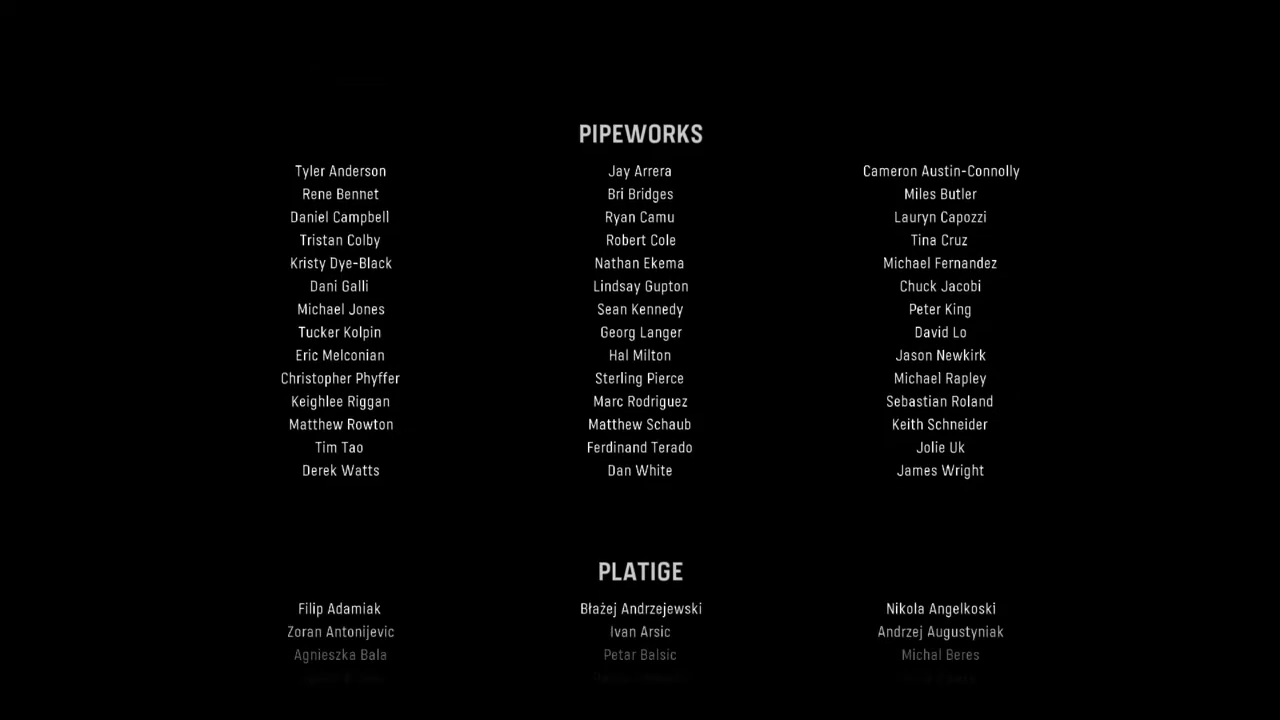 PIPEWORKS
Tyler Anderson Jay Arrera Cameron Austin-Connolly
Rene Bennet Bri Bridges Miles Butler
Daniel Campbell Ryan Camu Lauryn Capozzi
Tristan Colby Robert Cole Tina Cruz
Kristy Dye-Black Nathan Ekema Michael Fernandez
Dani Galli Lindsay Gupton Chuck Jacobi
Michael Jones Sean Kennedy Peter King
Tucker Kolpin Georg Langer David Lo
Eric Melconian Hal Milton Jason Newkirk
Christopher Phyffer Sterling Pierce Michael Rapley
Keighlee Riggan Marc Rodriguez Sebastian Roland
Matthew Rowton Matthew Schaub Keith Schneider
Tim Tao Ferdinand Terado Jolie Uk
Derek Watts Dan White James Wright
PLATIGE
Filip Adamiak Błażej Andrzejewski Nikola Angelkoski
Zoran Antonijevic Ivan Arsic Andrzej Augustyniak
Agnieszka Bala Petar Balsic Michal Beres